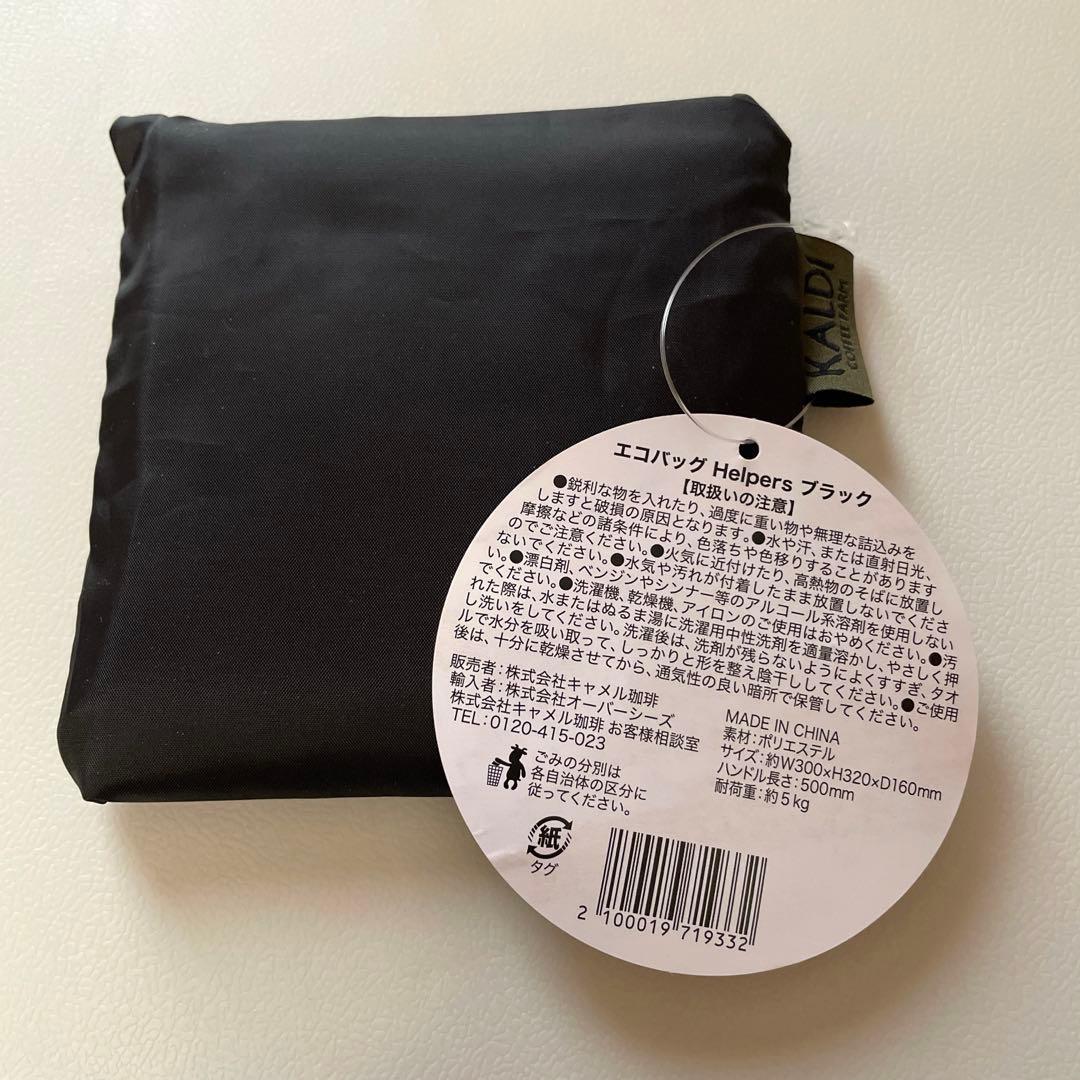 KALDI
COFFEE FARM
エコバッグ Helpers ブラック
【取扱いの注意】
●鋭利な物を入れたり、過度に重い物や無理な詰込みを
しますと破損の原因となります。●水や汗、または直射日光、
摩擦などの諸条件により、色落ちや色移りすることがあります
のでご注意ください。●火気に近付けたり、高熱物のそばに放置し
ないでください。●水気や汚れが付着したまま放置しないでくださ
い。●漂白剤、ベンジンやシンナー等のアルコール系溶剤を使用しない
でください。●洗濯機、乾燥機、アイロンのご使用はおやめください。●汚
れた際は、水またはぬるま湯に洗濯用中性洗剤を適量溶かし、やさしく押
し洗いをしてください。洗濯後は、洗剤が残らないようによくすすぎ、タオ
ルで水分を吸い取って、しっかりと形を整え陰干ししてください。●ご使用
後は、十分に乾燥させてから、通気性の良い暗所で保管してください。
販売者：株式会社キャメル珈琲
輸入者：株式会社オーバーシーズ
株式会社キャメル珈琲 お客様相談室
TEL：0120-415-023
MADE IN CHINA
素材：ポリエステル
サイズ：約W300×H320×D160mm
ハンドル長さ：500mm
耐荷重：約5kg
ごみの分別は
各自治体の区分に
従ってください。
紙
タグ
2 100019 719332